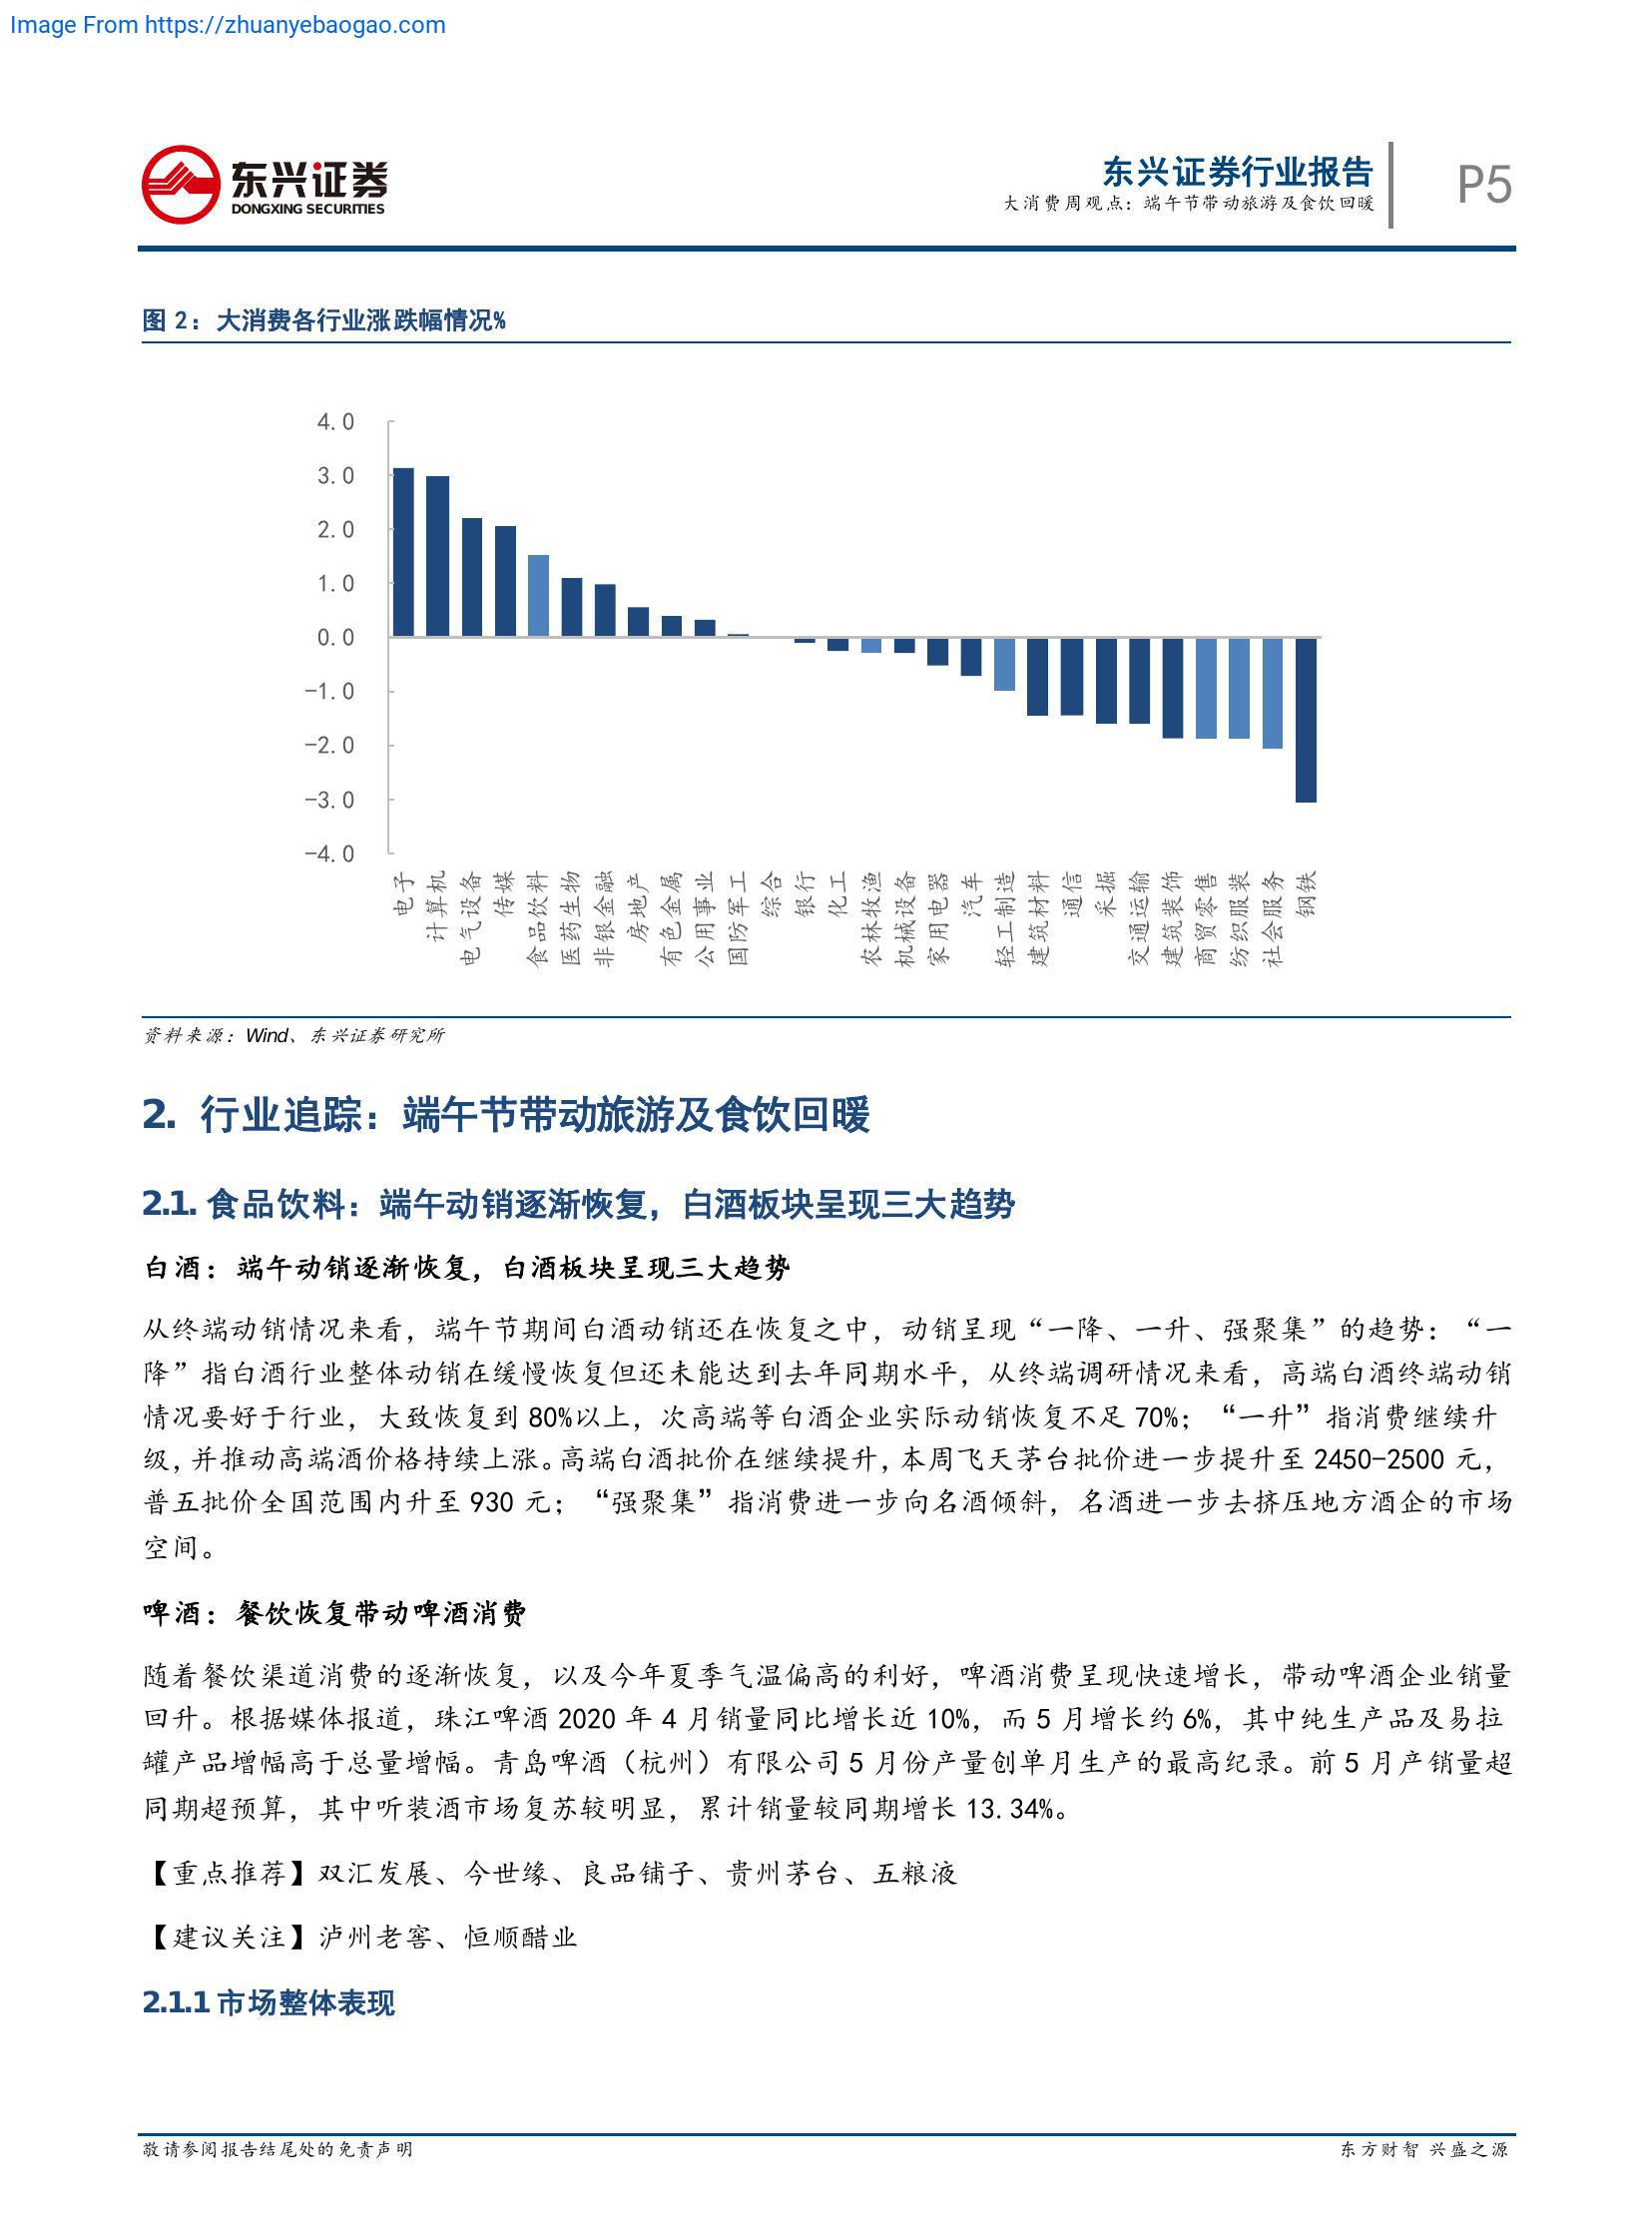 Image From https://zhuanyebaogao.com
东兴证券
DONGXING SECURITIES
东兴证券行业报告
大消费周观点：端午节带动旅游及食饮回暖
P5
图 2：大消费各行业涨跌幅情况%
4.0
3.0
2.0
1.0
0.0
-1.0
-2.0
-3.0
-4.0
电子
计算机
电气设备
传媒
食品饮料
医药生物
非银金融
房地产
有色金属
公用事业
国防军工
综合
银行
化工
农林牧渔
机械设备
家用电器
汽车
轻工制造
建筑材料
通信
采掘
交通运输
建筑装饰
商贸零售
纺织服装
社会服务
钢铁
资料来源：Wind、东兴证券研究所
2. 行业追踪：端午节带动旅游及食饮回暖
2.1. 食品饮料：端午动销逐渐恢复，白酒板块呈现三大趋势
白酒：端午动销逐渐恢复，白酒板块呈现三大趋势
从终端动销情况来看，端午节期间白酒动销还在恢复之中，动销呈现“一降、一升、强聚集”的趋势：“一
降”指白酒行业整体动销在缓慢恢复但还未能达到去年同期水平，从终端调研情况来看，高端白酒终端动销
情况要好于行业，大致恢复到 80%以上，次高端等白酒企业实际动销恢复不足 70%；“一升”指消费继续升
级，并推动高端酒价格持续上涨。高端白酒批价在继续提升，本周飞天茅台批价进一步提升至 2450-2500 元，
普五批价全国范围内升至 930 元；“强聚集”指消费进一步向名酒倾斜，名酒进一步去挤压地方酒企的市场
空间。
啤酒：餐饮恢复带动啤酒消费
随着餐饮渠道消费的逐渐恢复，以及今年夏季气温偏高的利好，啤酒消费呈现快速增长，带动啤酒企业销量
回升。根据媒体报道，珠江啤酒 2020 年 4 月销量同比增长近 10%，而 5 月增长约 6%，其中纯生产品及易拉
罐产品增幅高于总量增幅。青岛啤酒（杭州）有限公司 5 月份产量创单月生产的最高纪录。前 5 月产销量超
同期超预算，其中听装酒市场复苏较明显，累计销量较同期增长 13.34%。
【重点推荐】双汇发展、今世缘、良品铺子、贵州茅台、五粮液
【建议关注】泸州老窖、恒顺醋业
2.1.1 市场整体表现
敬请参阅报告结尾处的免责声明
东方财智 兴盛之源